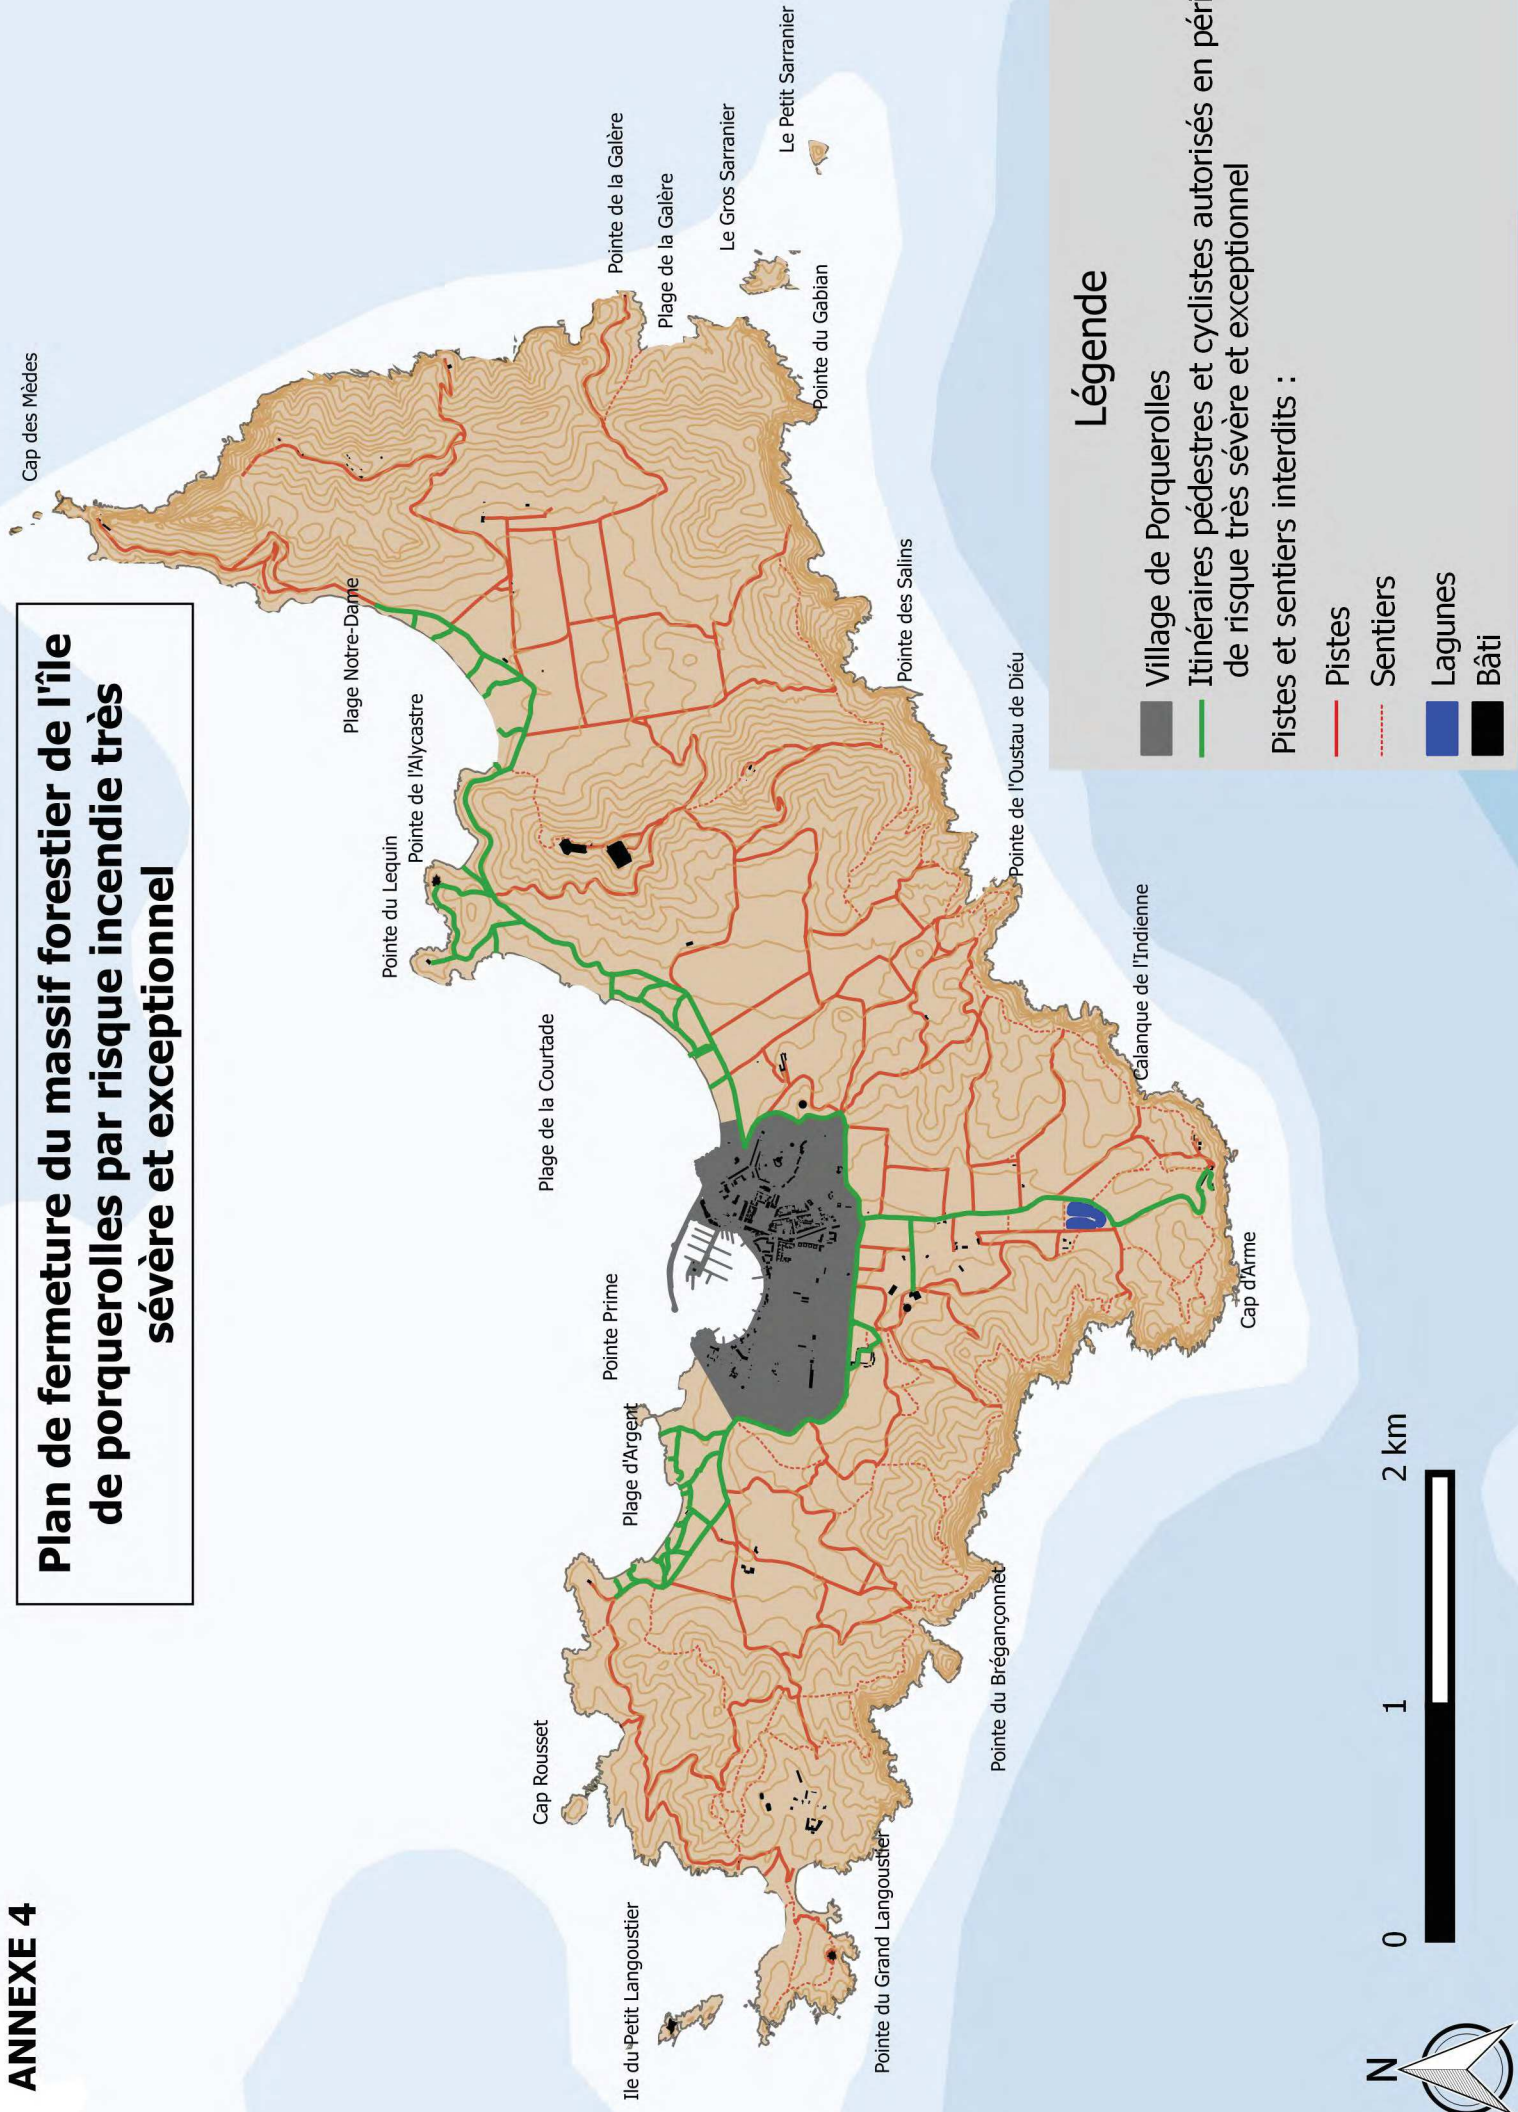 ANNEXE 4
Plan de fermeture du massif forestier de l'île
de porquerolles par risque incendie très
sévère et exceptionnel
Cap des Mèdes
Plage Notre-Dame
Pointe de l'Alycastre
Pointe du Lequin
Plage de la Courtade
Pointe Prime
Plage d'Argent
Cap Rousset
Ile du Petit Langoustier
Pointe du Grand Langoustier
Pointe du Brégançonnet
Cap d'Arme
Calanque de l'Indienne
Pointe de l'Oustau de Diéu
Pointe des Salins
Pointe du Gabian
Le Gros Sarranier
Le Petit Sarranier
Plage de la Galère
Pointe de la Galère
Légende
Village de Porquerolles
Itinéraires pédestres et cyclistes autorisés en péri
de risque très sévère et exceptionnel
Pistes et sentiers interdits :
Pistes
Sentiers
Lagunes
Bâti
N
0 1 2 km